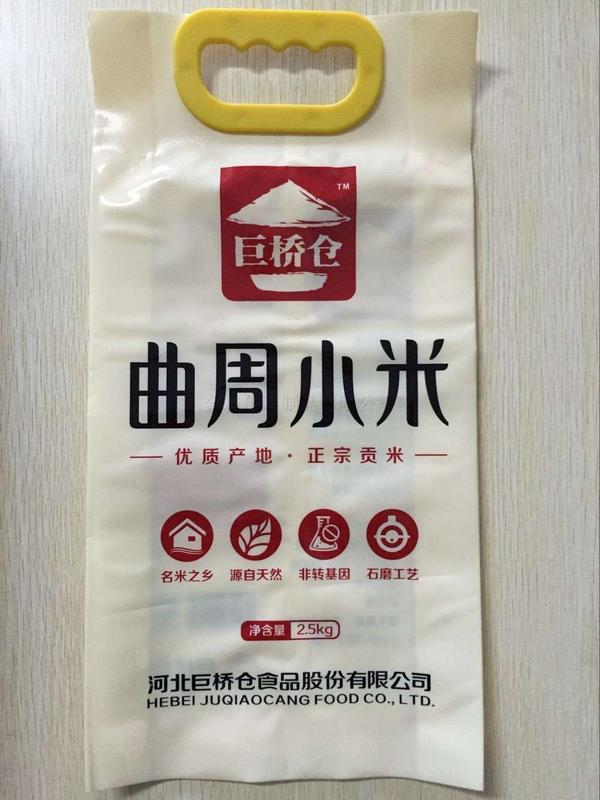 TM
巨桥仓
曲周小米
优质产地·正宗贡米
名米之乡 源自天然 非转基因 石磨工艺
净含量 2.5kg
河北巨桥仓食品股份有限公司
HEBEI JUQIAOCANG FOOD CO., LTD.